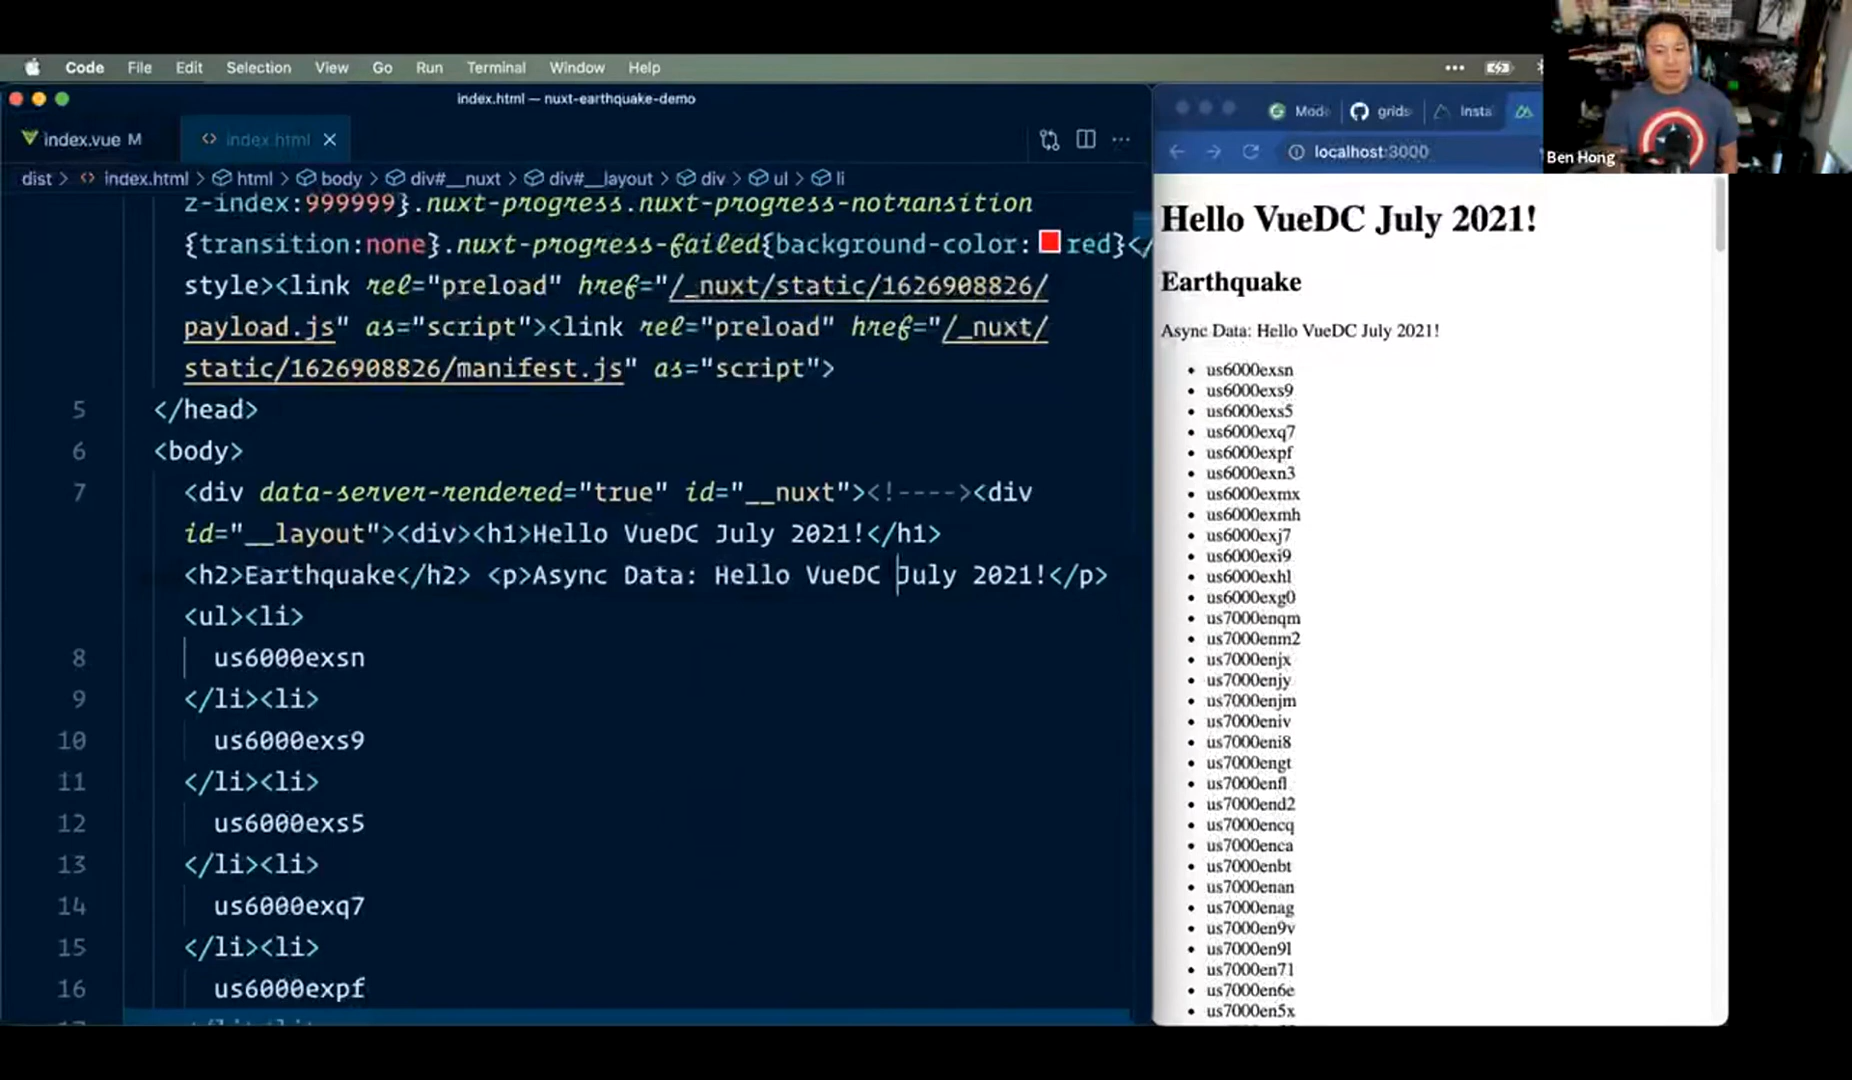 Code File Edit Selection View Go Run Terminal Window Help
index.html — nuxt-earthquake-demo
index.vue M
index.html
dist > index.html > html > body > div#__nuxt > div#__layout > div > ul > li
z-index:999999}.nuxt-progress.nuxt-progress-notransition
{transition:none}.nuxt-progress-failed{background-color: red}</
style><link rel="preload" href="/_nuxt/static/1626908826/
payload.js" as="script"><link rel="preload" href="/_nuxt/
static/1626908826/manifest.js" as="script">
5 </head>
6 <body>
7 <div data-server-rendered="true" id="__nuxt"><!----><div
id="__layout"><div><h1>Hello VueDC July 2021!</h1>
<h2>Earthquake</h2> <p>Async Data: Hello VueDC July 2021!</p>
<ul><li>
8 us6000exsn
9 </li><li>
10 us6000exs9
11 </li><li>
12 us6000exs5
13 </li><li>
14 us6000exq7
15 </li><li>
16 us6000expf
Mod
grids
Insta
localhost:3000
Ben Hong
Hello VueDC July 2021!
Earthquake
Async Data: Hello VueDC July 2021!
• us6000exsn
• us6000exs9
• us6000exs5
• us6000exq7
• us6000expf
• us6000exn3
• us6000exmx
• us6000exmh
• us6000exj7
• us6000exi9
• us6000exhl
• us6000exg0
• us7000enqm
• us7000enm2
• us7000enjx
• us7000enjy
• us7000enjm
• us7000eniv
• us7000eni8
• us7000engt
• us7000enfl
• us7000end2
• us7000encq
• us7000enca
• us7000enbt
• us7000enan
• us7000enag
• us7000en9v
• us7000en9l
• us7000en71
• us7000en6e
• us7000en5x